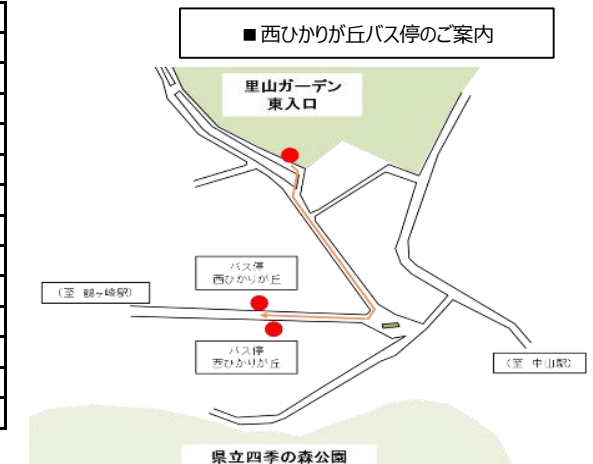 ■西ひかりが丘バス停のご案内
里山ガーデン
東入口
バス停
西ひかりが丘
（至 鶴ヶ峰駅）
バス停
西ひかりが丘
（至 中山駅）
県立四季の森公園